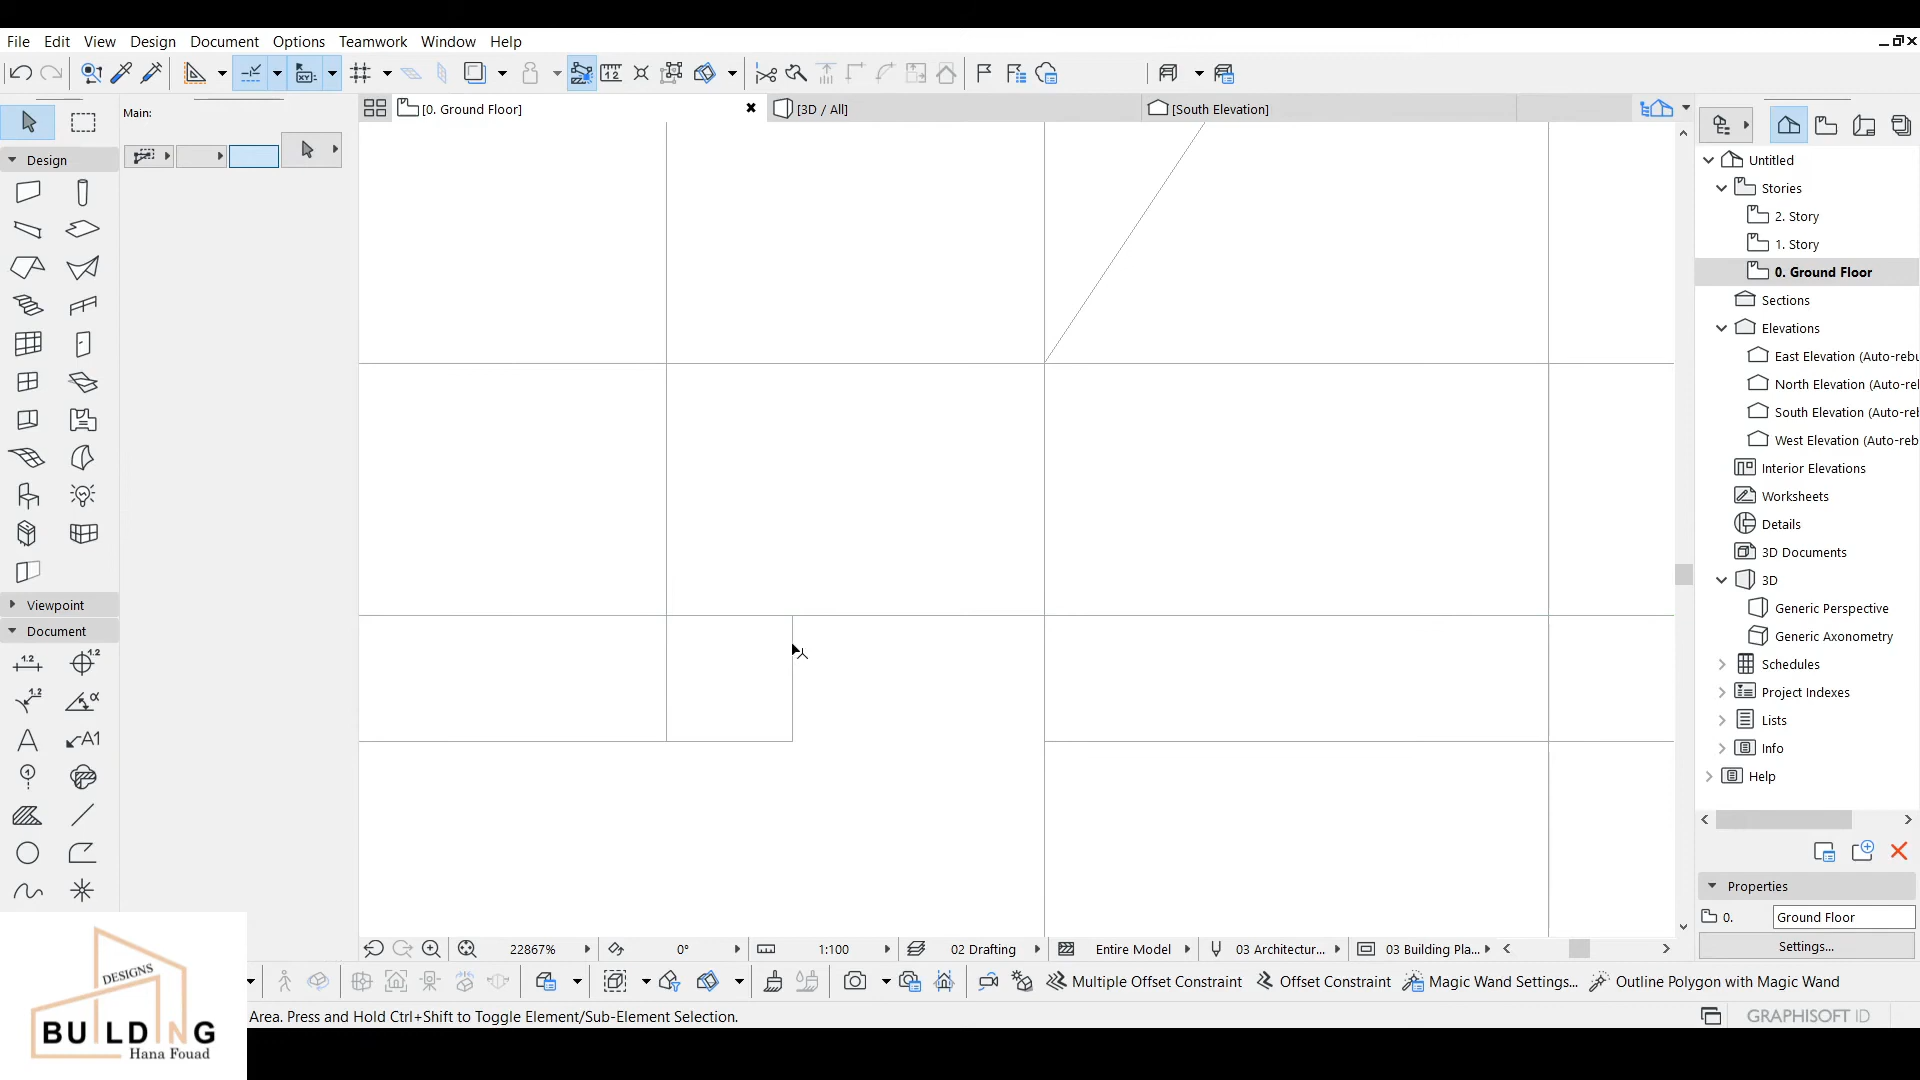 File Edit View Design Document Options Teamwork Window Help
[0. Ground Floor]
[3D / All]
[South Elevation]
Main:
Design
Viewpoint
Document
Untitled
Stories
2. Story
1. Story
0. Ground Floor
Sections
Elevations
East Elevation (Auto-rebu
North Elevation (Auto-rel
South Elevation (Auto-reb
West Elevation (Auto-reb
Interior Elevations
Worksheets
Details
3D Documents
3D
Generic Perspective
Generic Axonometry
Schedules
Project Indexes
Lists
Info
Help
Properties
0. Ground Floor
Settings...
22867% 0° 1:100 02 Drafting Entire Model 03 Architectur... 03 Building Pla...
Multiple Offset Constraint Offset Constraint Magic Wand Settings... Outline Polygon with Magic Wand
Area. Press and Hold Ctrl+Shift to Toggle Element/Sub-Element Selection.
GRAPHISOFT ID
DESIGNS
BUILDING
Hana Fouad